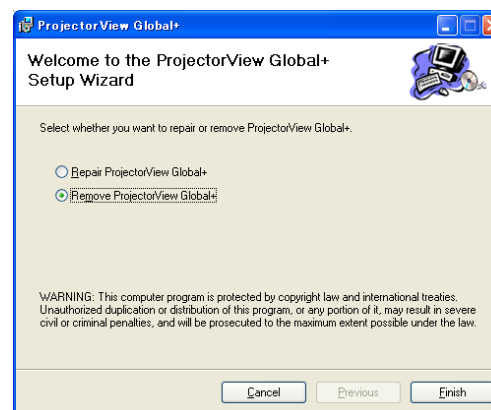 ProjectorView Global+
Welcome to the ProjectorView Global+
Setup Wizard
Select whether you want to repair or remove ProjectorView Global+.
Repair ProjectorView Global+
Remove ProjectorView Global+
WARNING: This computer program is protected by copyright law and international treaties.
Unauthorized duplication or distribution of this program, or any portion of it, may result in severe
civil or criminal penalties, and will be prosecuted to the maximum extent possible under the law.
Cancel
Previous
Finish